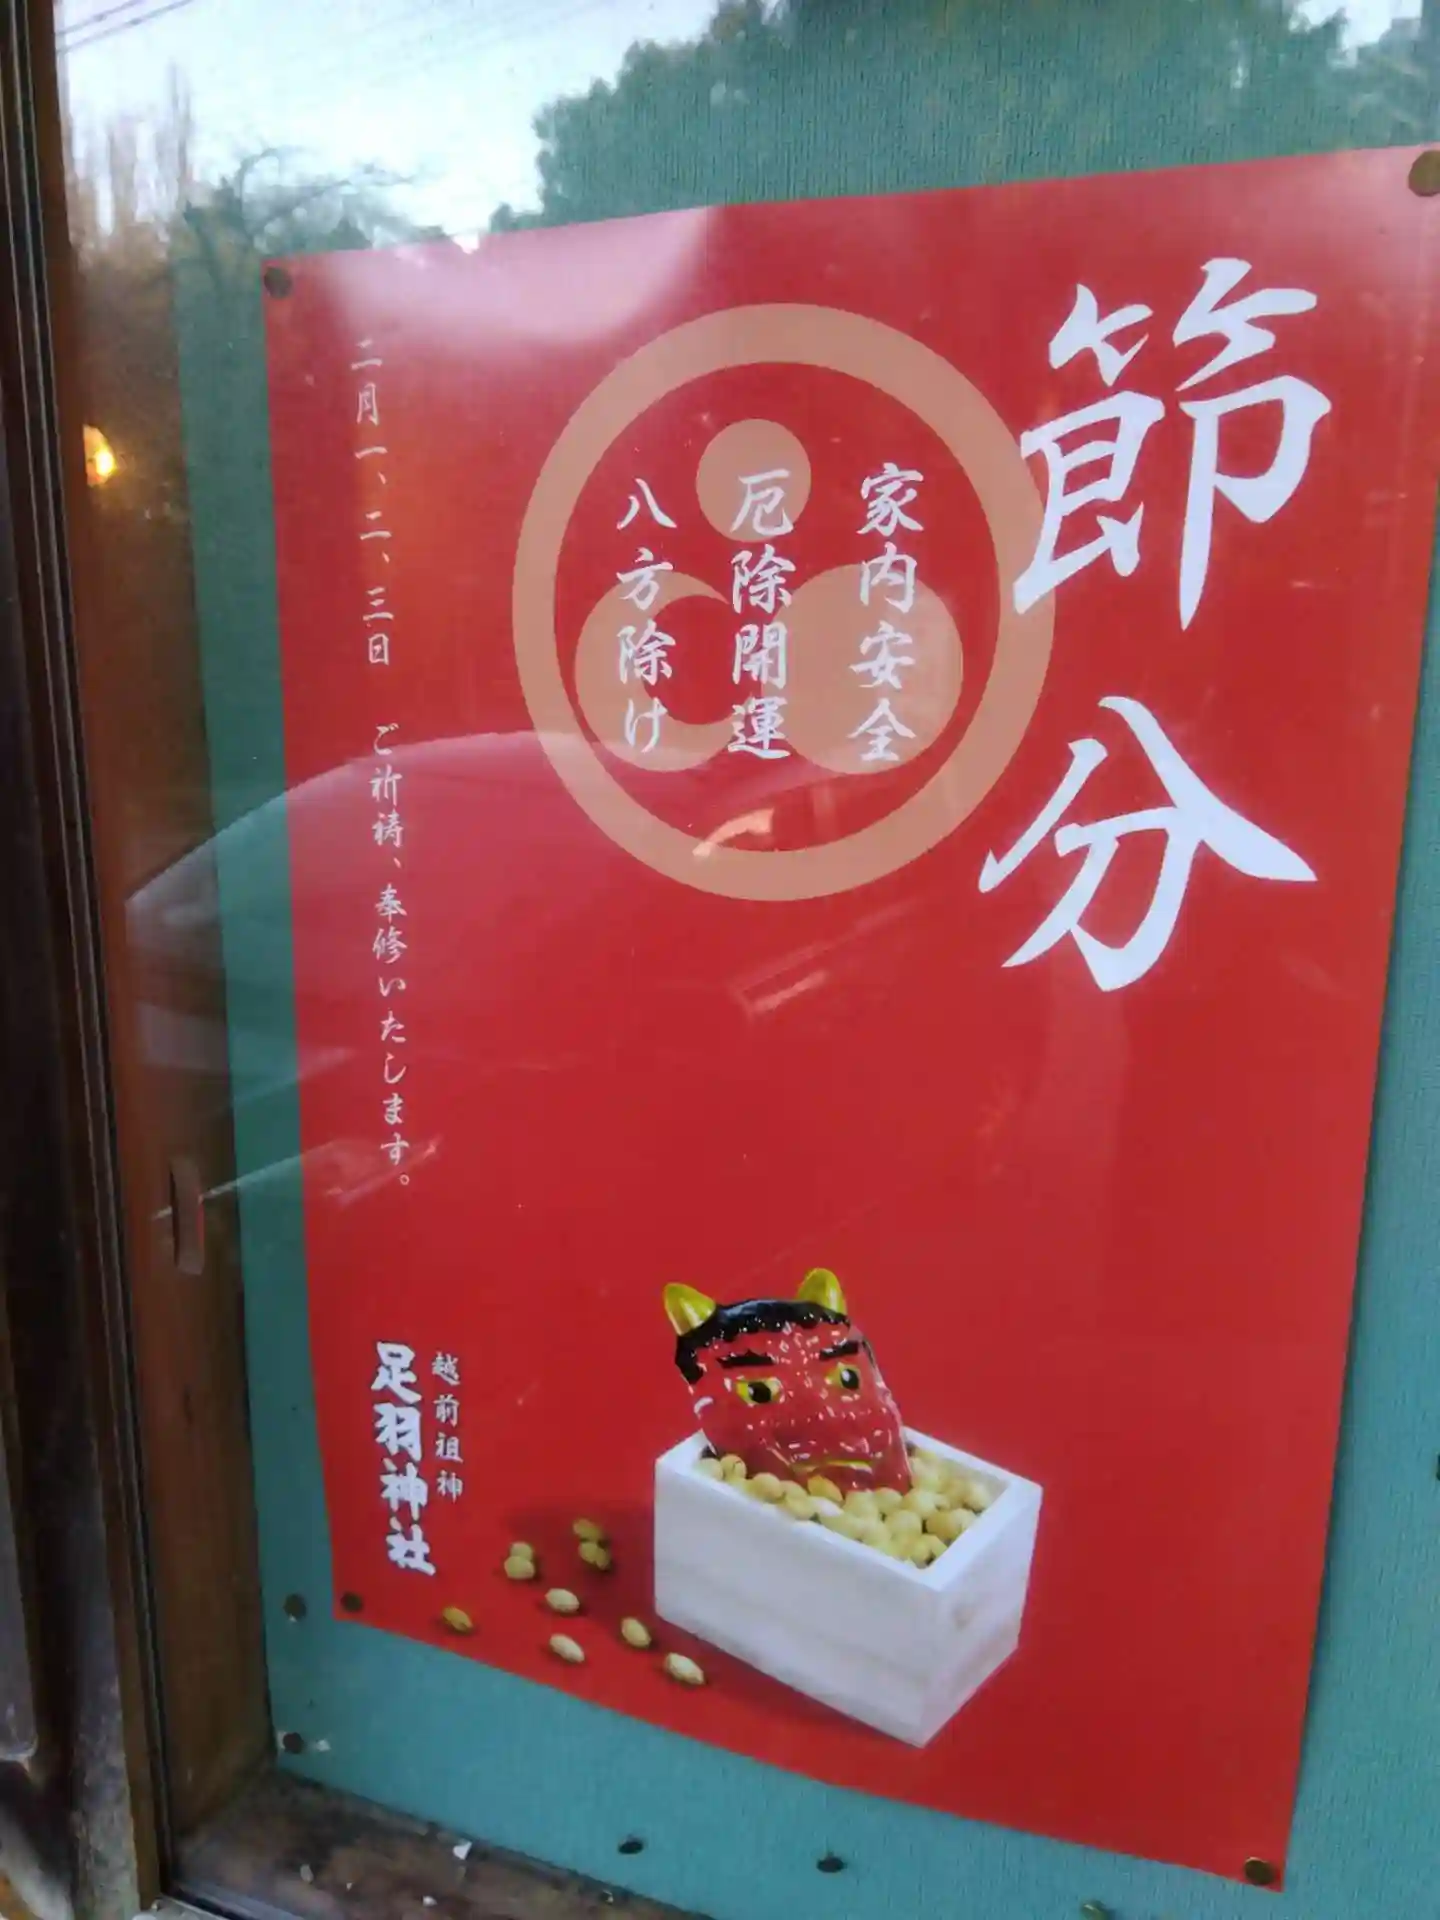 節分
家内安全
厄除開運
八方除け
二月一、二、三日　ご祈祷、奉修いたします。
越前祖神
足羽神社